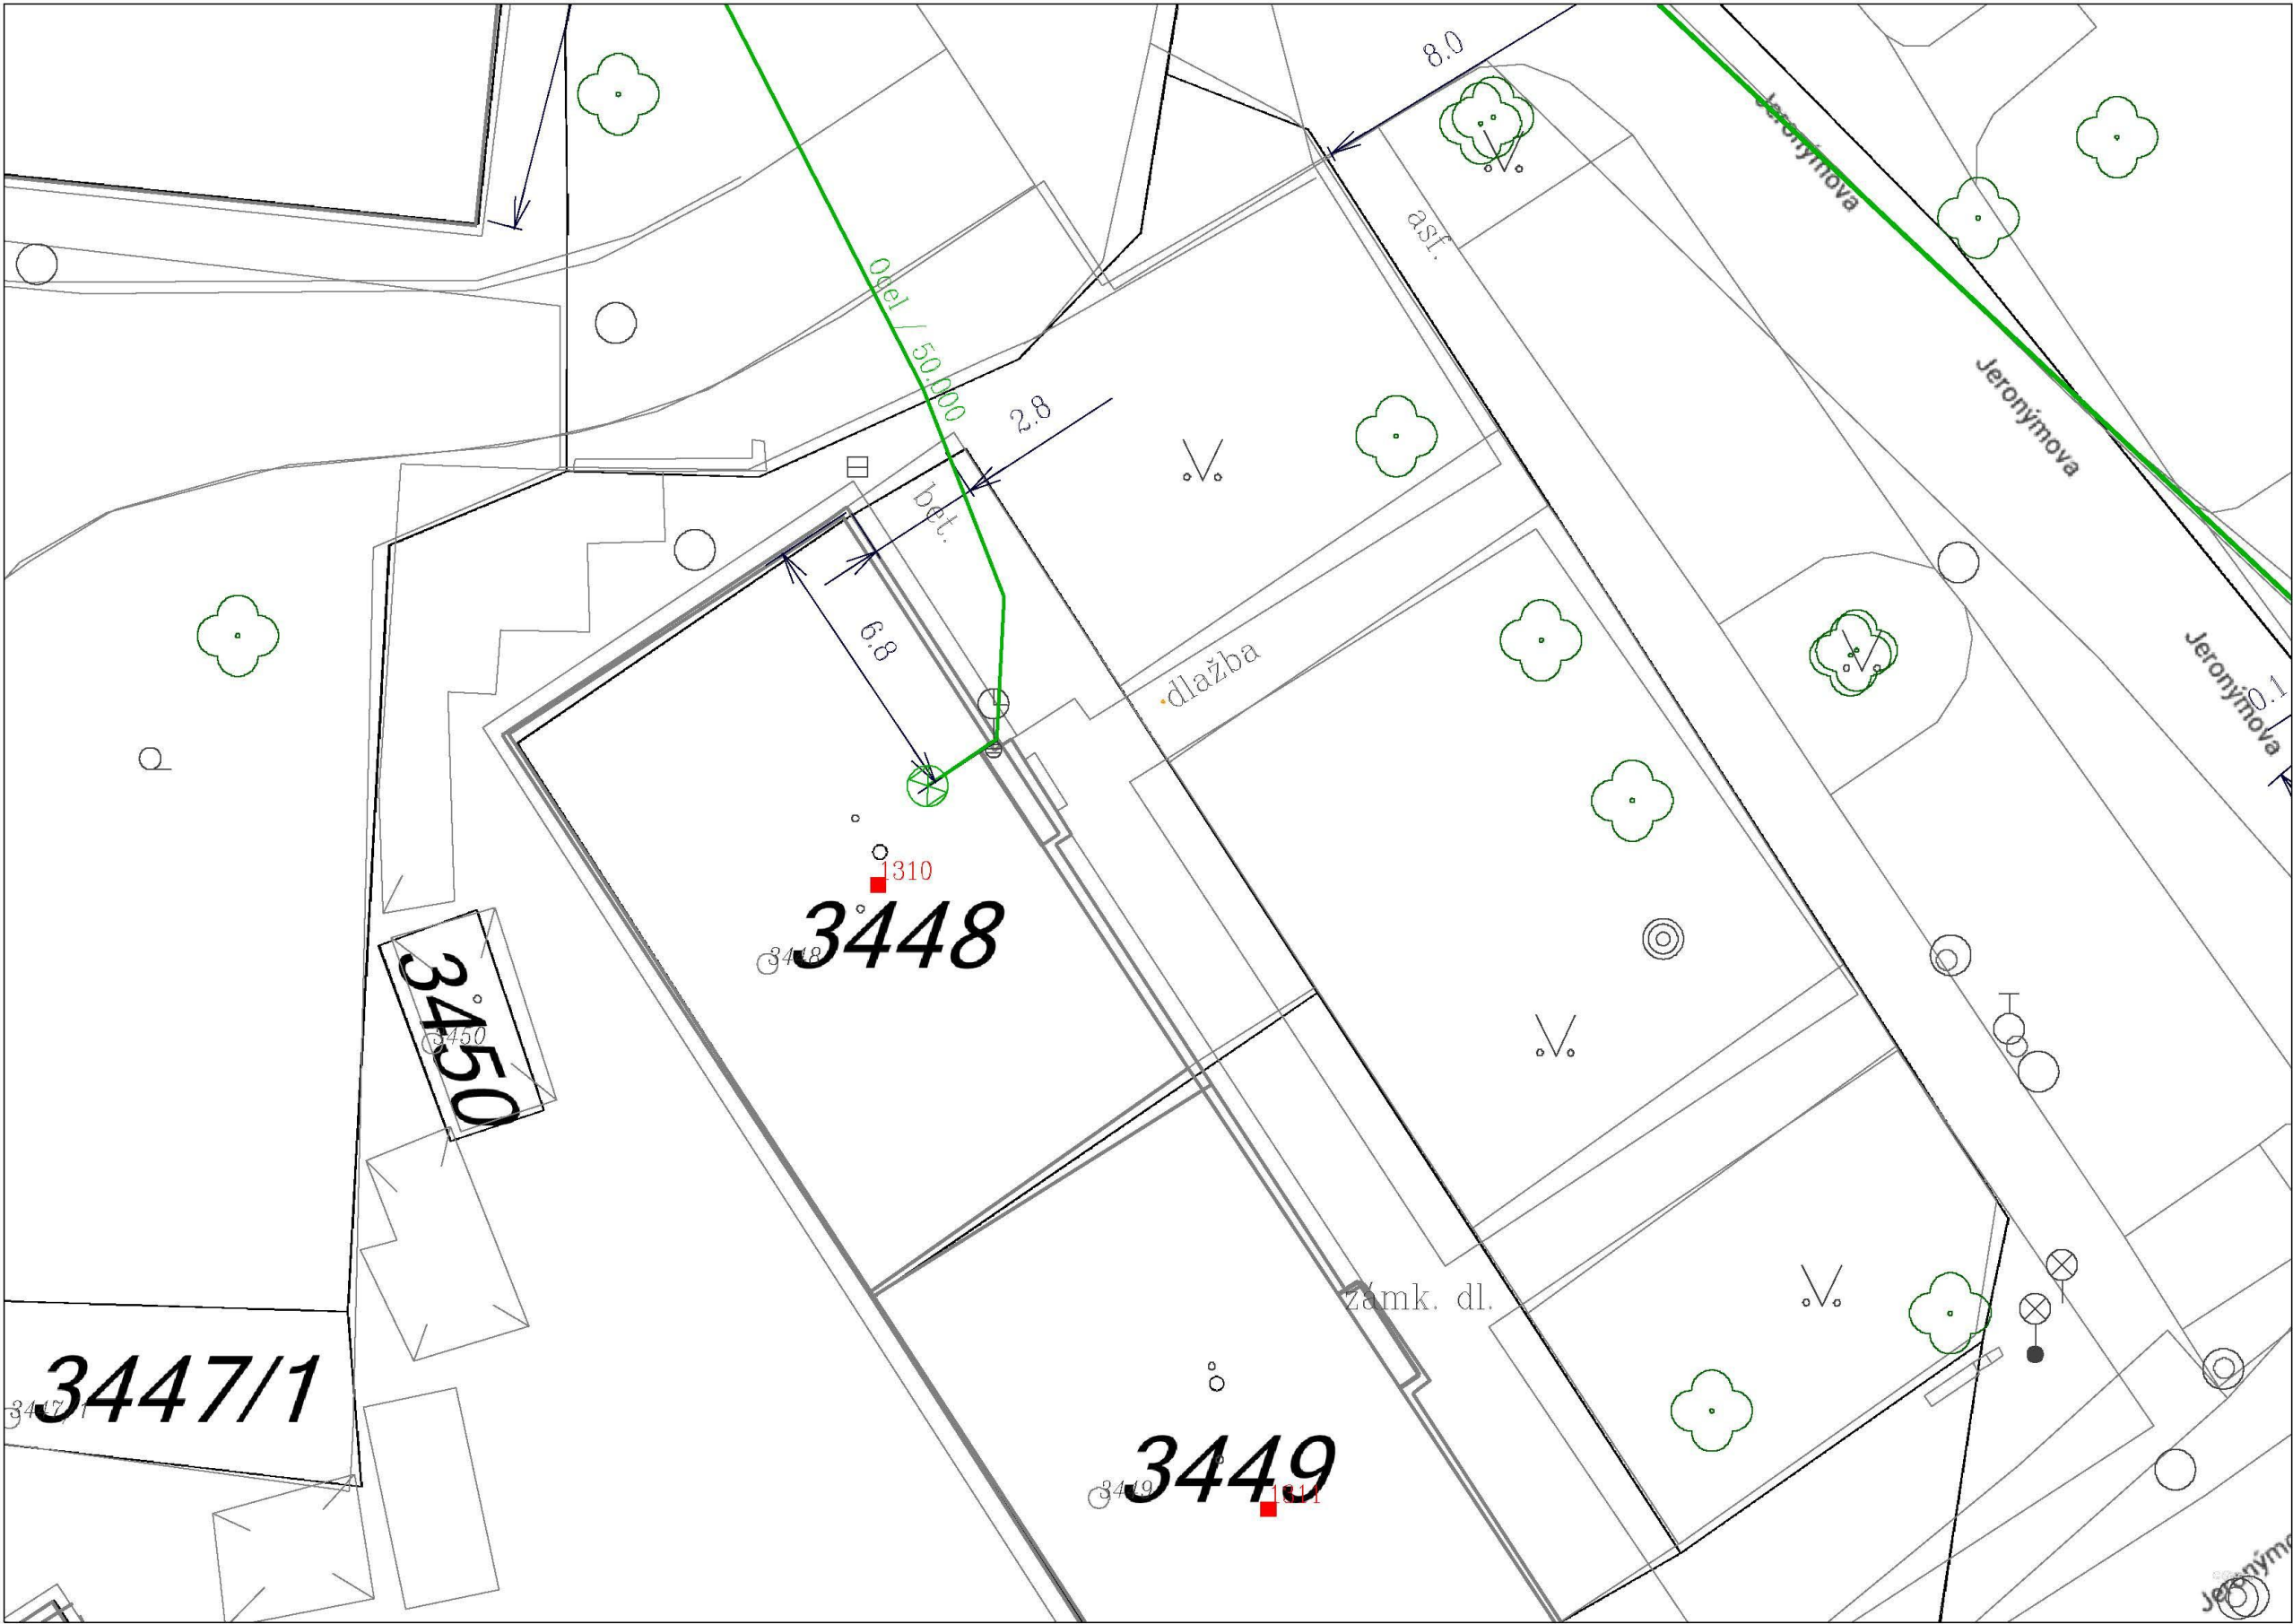 8.0
Jeronýmova
asf.
Ocel / 50.000
2.8
Jeronýmova
bet.
6.8
dlažba
Jeronýmova
0.1
1310
3448
3448
3450
3450
zámk. dl.
3447/1
3447/1
3449
3449
1311